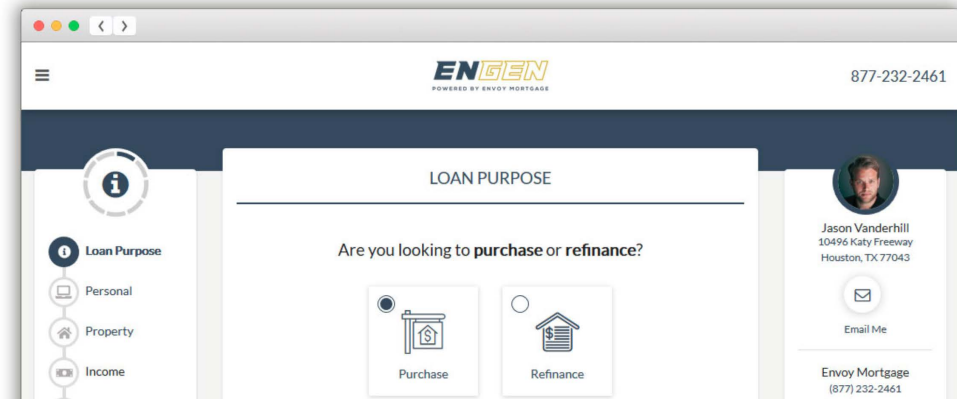 ENGEN
POWERED BY ENVOY MORTGAGE
877-232-2461
Loan Purpose
Personal
Property
Income
LOAN PURPOSE
Are you looking to purchase or refinance?
Purchase
Refinance
Jason Vanderhill
10496 Katy Freeway
Houston, TX 77043
Email Me
Envoy Mortgage
(877) 232-2461